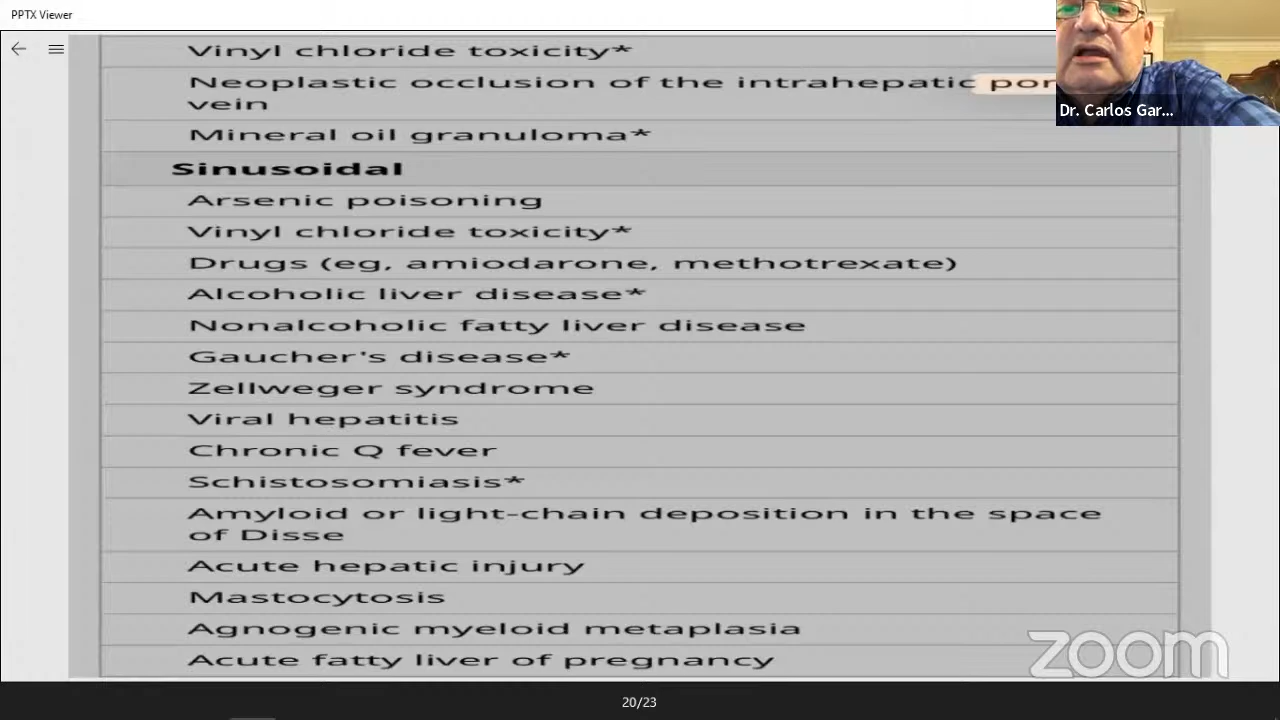 PPTX Viewer
Vinyl chloride toxicity*
Neoplastic occlusion of the intrahepatic
vein
Mineral oil granuloma*
Sinusoidal
Arsenic poisoning
Vinyl chloride toxicity*
Drugs (eg, amiodarone, methotrexate)
Alcoholic liver disease*
Nonalcoholic fatty liver disease
Gaucher's disease*
Zellweger syndrome
Viral hepatitis
Chronic Q fever
Schistosomiasis*
Amyloid or light-chain deposition in the space
of Disse
Acute hepatic injury
Mastocytosis
Agnogenic myeloid metaplasia
Acute fatty liver of pregnancy
Dr. Carlos Gar...
zoom
20/23